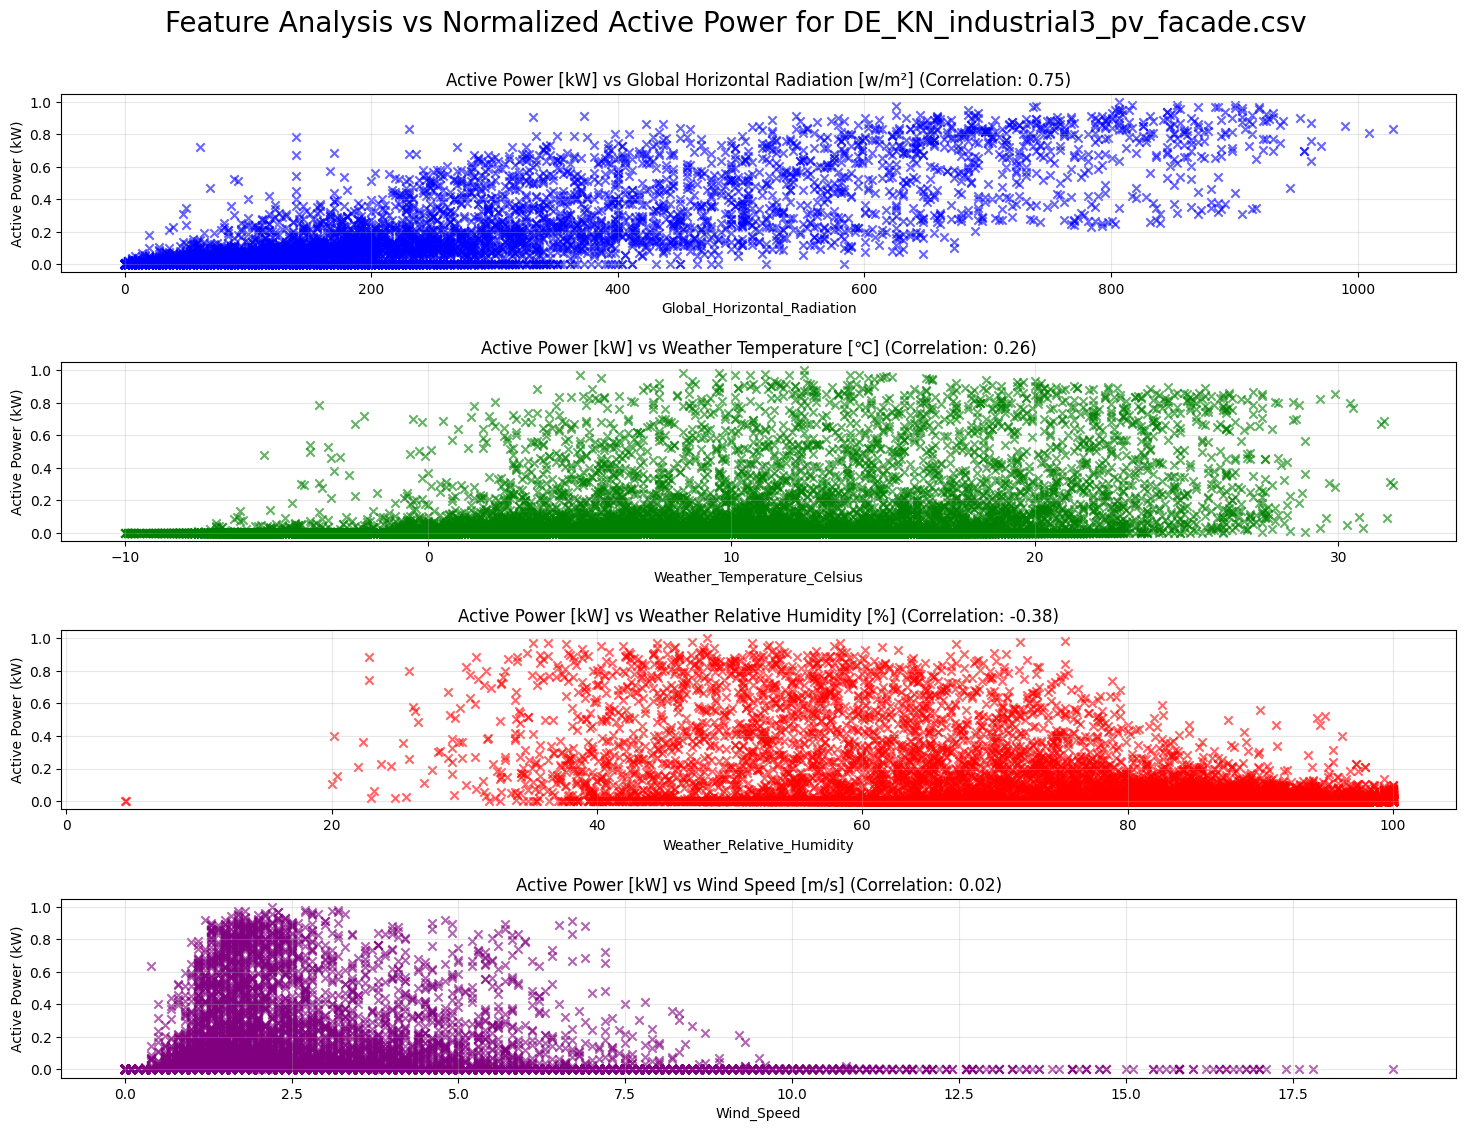 Feature Analysis vs Normalized Active Power for DE_KN_industrial3_pv_facade.csv
Active Power [kW] vs Global Horizontal Radiation [w/m²] (Correlation: 0.75)
Active Power (kW)
1.0
0.8
0.6
0.4
0.2
0.0
0 200 400 600 800 1000
Global_Horizontal_Radiation
Active Power [kW] vs Weather Temperature [℃] (Correlation: 0.26)
Active Power (kW)
1.0
0.8
0.6
0.4
0.2
0.0
−10 0 10 20 30
Weather_Temperature_Celsius
Active Power [kW] vs Weather Relative Humidity [%] (Correlation: -0.38)
Active Power (kW)
1.0
0.8
0.6
0.4
0.2
0.0
0 20 40 60 80 100
Weather_Relative_Humidity
Active Power [kW] vs Wind Speed [m/s] (Correlation: 0.02)
Active Power (kW)
1.0
0.8
0.6
0.4
0.2
0.0
0.0 2.5 5.0 7.5 10.0 12.5 15.0 17.5
Wind_Speed